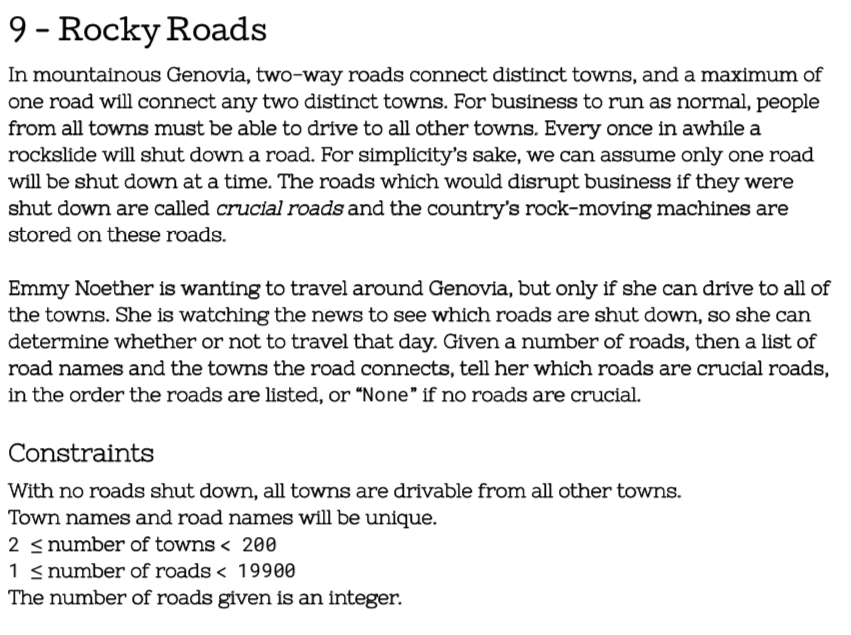 9 - Rocky Roads
In mountainous Genovia, two-way roads connect distinct towns, and a maximum of
one road will connect any two distinct towns. For business to run as normal, people
from all towns must be able to drive to all other towns. Every once in awhile a
rockslide will shut down a road. For simplicity's sake, we can assume only one road
will be shut down at a time. The roads which would disrupt business if they were
shut down are called crucial roads and the country's rock-moving machines are
stored on these roads.
Emmy Noether is wanting to travel around Genovia, but only if she can drive to all of
the towns. She is watching the news to see which roads are shut down, so she can
determine whether or not to travel that day. Given a number of roads, then a list of
road names and the towns the road connects, tell her which roads are crucial roads,
in the order the roads are listed, or “None” if no roads are crucial.
Constraints
With no roads shut down, all towns are drivable from all other towns.
Town names and road names will be unique.
2 ≤ number of towns < 200
1 ≤ number of roads < 19900
The number of roads given is an integer.